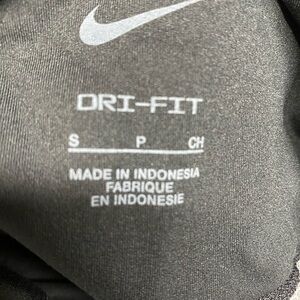 DRI-FIT
S P CH
MADE IN INDONESIA
FABRIQUE
EN INDONESIE